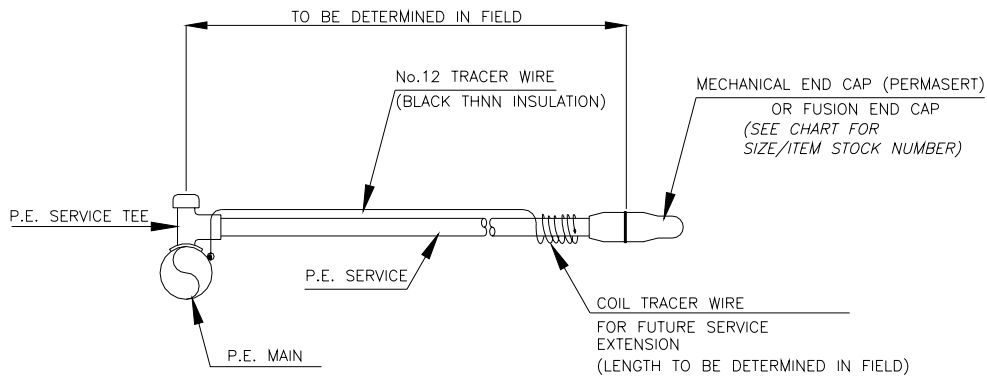 TO BE DETERMINED IN FIELD
No.12 TRACER WIRE
(BLACK THNN INSULATION)
MECHANICAL END CAP (PERMASERT)
OR FUSION END CAP
(SEE CHART FOR
SIZE/ITEM STOCK NUMBER)
P.E. SERVICE TEE
P.E. SERVICE
COIL TRACER WIRE
FOR FUTURE SERVICE
EXTENSION
(LENGTH TO BE DETERMINED IN FIELD)
P.E. MAIN